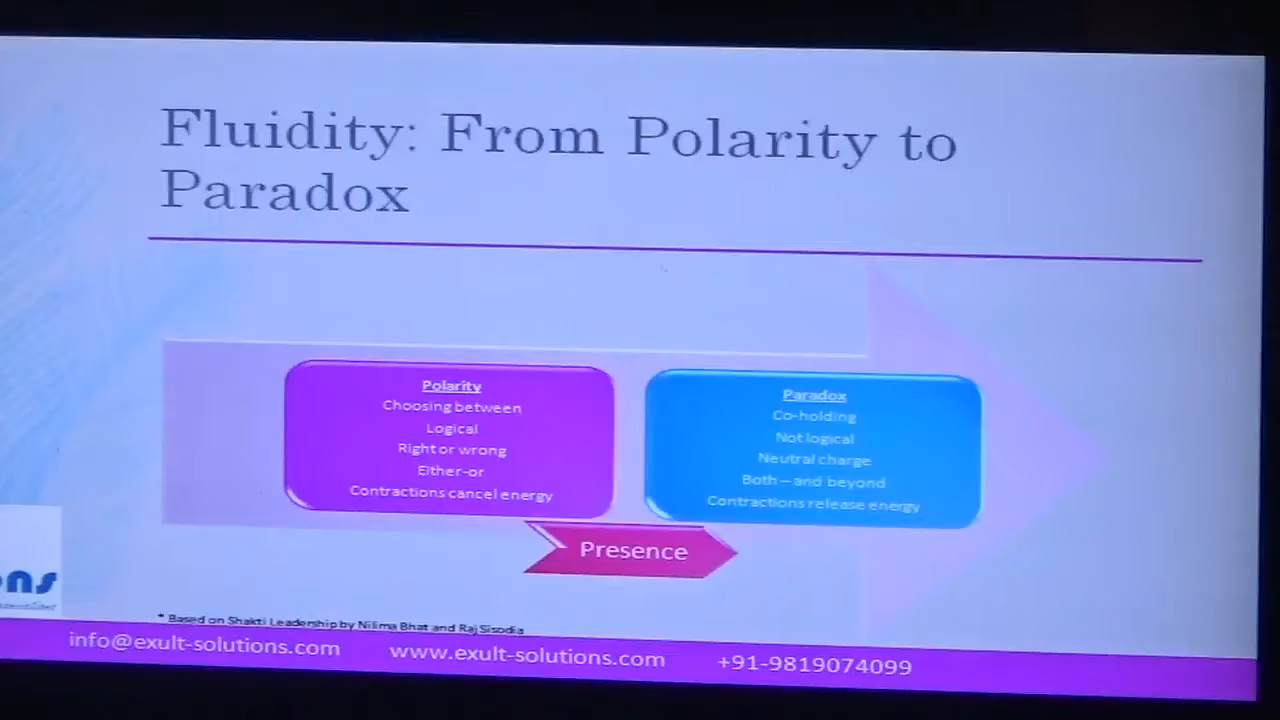 Fluidity: From Polarity to
Paradox
Polarity
Choosing between
Logical
Right or wrong
Either-or
Contractions cancel energy
Paradox
Co-holding
Not logical
Neutral charge
Both – and beyond
Contractions release energy
Presence
ons
* Based on Shakti Leadership by Nilima Bhat and Raj Sisodia
info@exult-solutions.com www.exult-solutions.com +91-9819074099